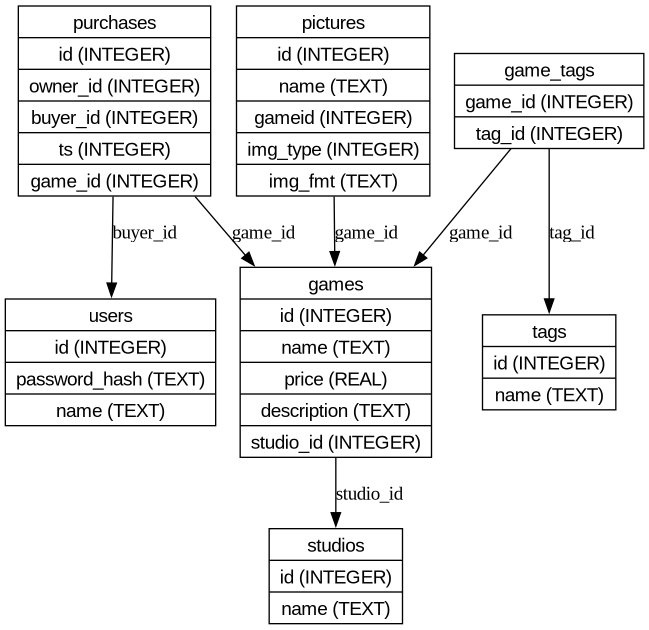 purchases
id (INTEGER)
owner_id (INTEGER)
buyer_id (INTEGER)
ts (INTEGER)
game_id (INTEGER)
pictures
id (INTEGER)
name (TEXT)
gameid (INTEGER)
img_type (INTEGER)
img_fmt (TEXT)
game_tags
game_id (INTEGER)
tag_id (INTEGER)
buyer_id
game_id
game_id
game_id
tag_id
users
id (INTEGER)
password_hash (TEXT)
name (TEXT)
games
id (INTEGER)
name (TEXT)
price (REAL)
description (TEXT)
studio_id (INTEGER)
tags
id (INTEGER)
name (TEXT)
studio_id
studios
id (INTEGER)
name (TEXT)